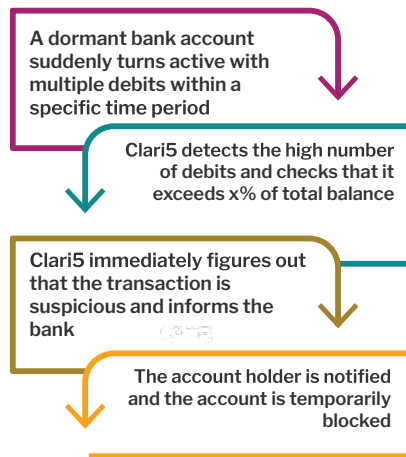 A dormant bank account
suddenly turns active with
multiple debits within a
specific time period
Clari5 detects the high number
of debits and checks that it
exceeds x% of total balance
Clari5 immediately figures out
that the transaction is
suspicious and informs the
bank
The account holder is notified
and the account is temporarily
blocked